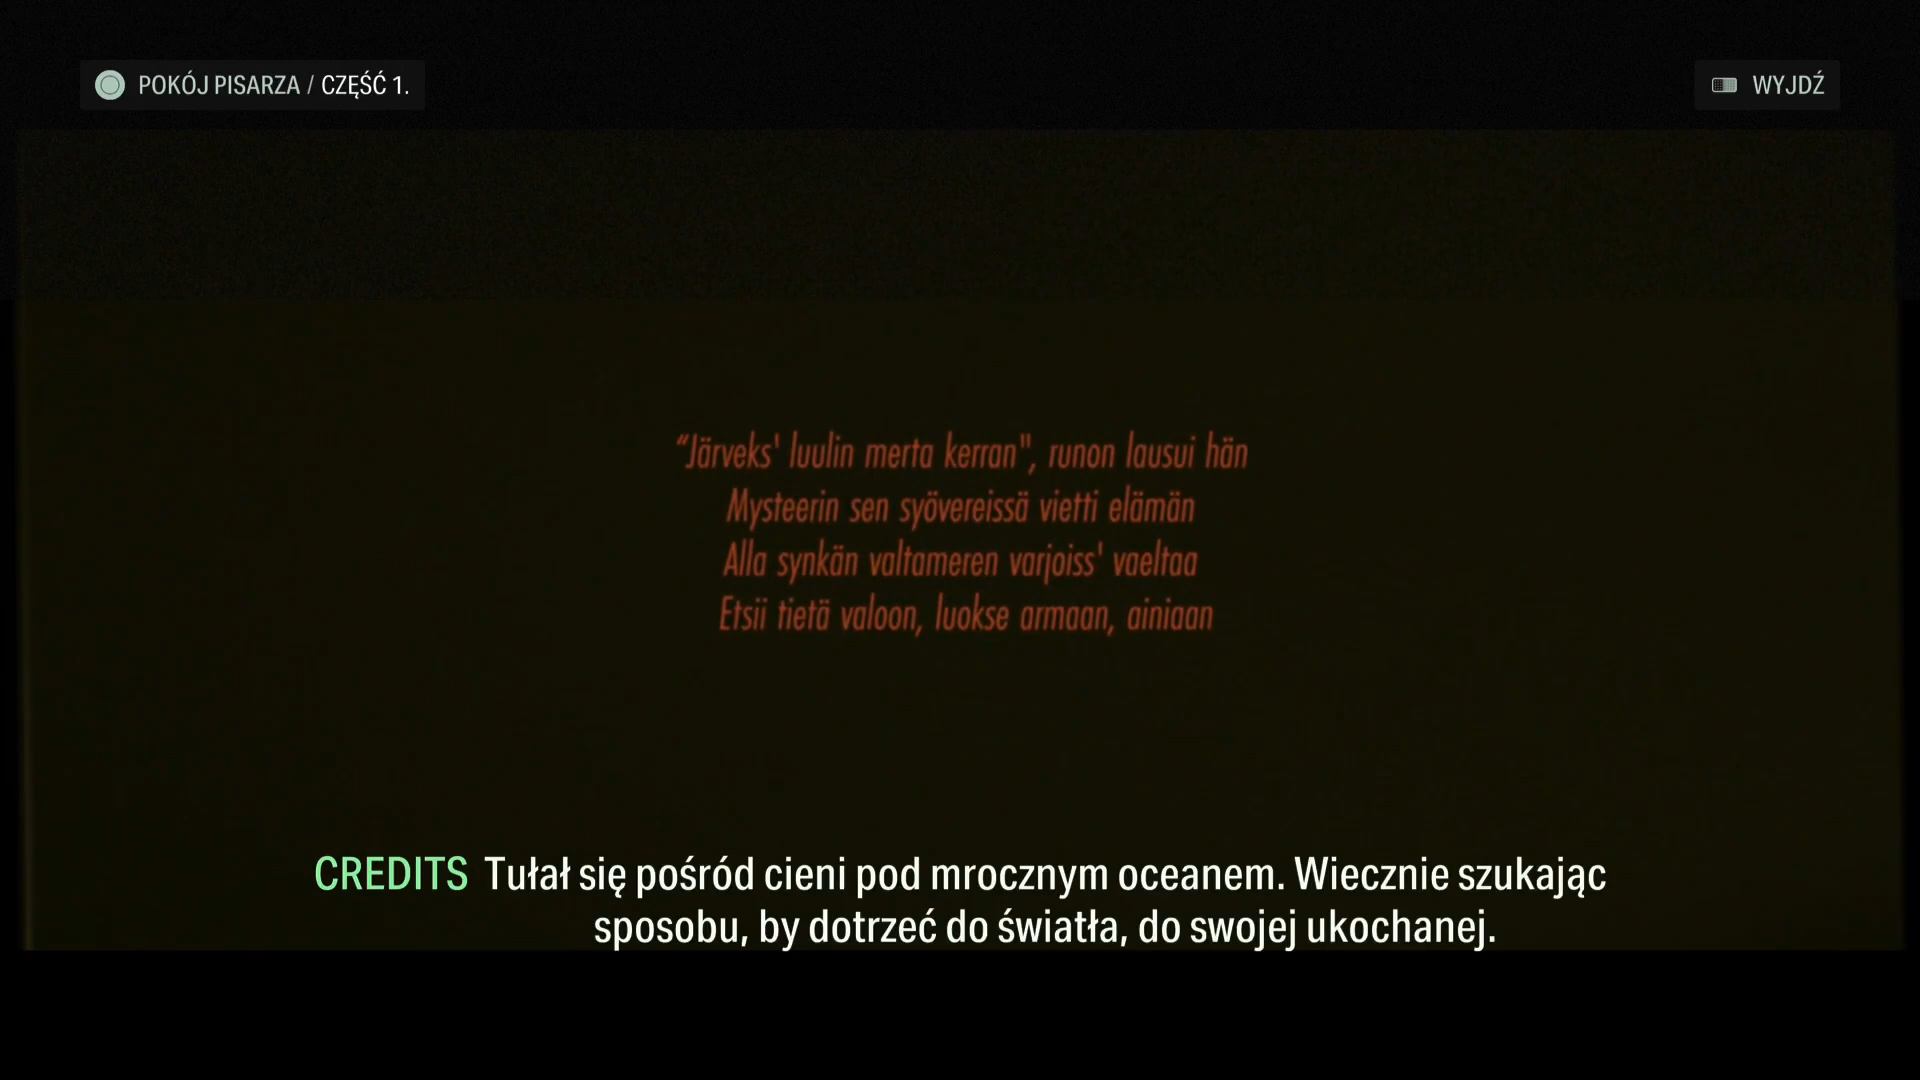 POKÓJ PISARZA / CZĘŚĆ 1.
WYJDŹ
“Järveks' luulin merta kerran", runon lausui hän
Mysteerin sen syövereissä vietti elämän
Alla synkän valtameren varjoiss' vaeltaa
Etsii tietä valoon, luokse armaan, ainiaan
CREDITS Tułał się pośród cieni pod mrocznym oceanem. Wiecznie szukając
sposobu, by dotrzeć do światła, do swojej ukochanej.